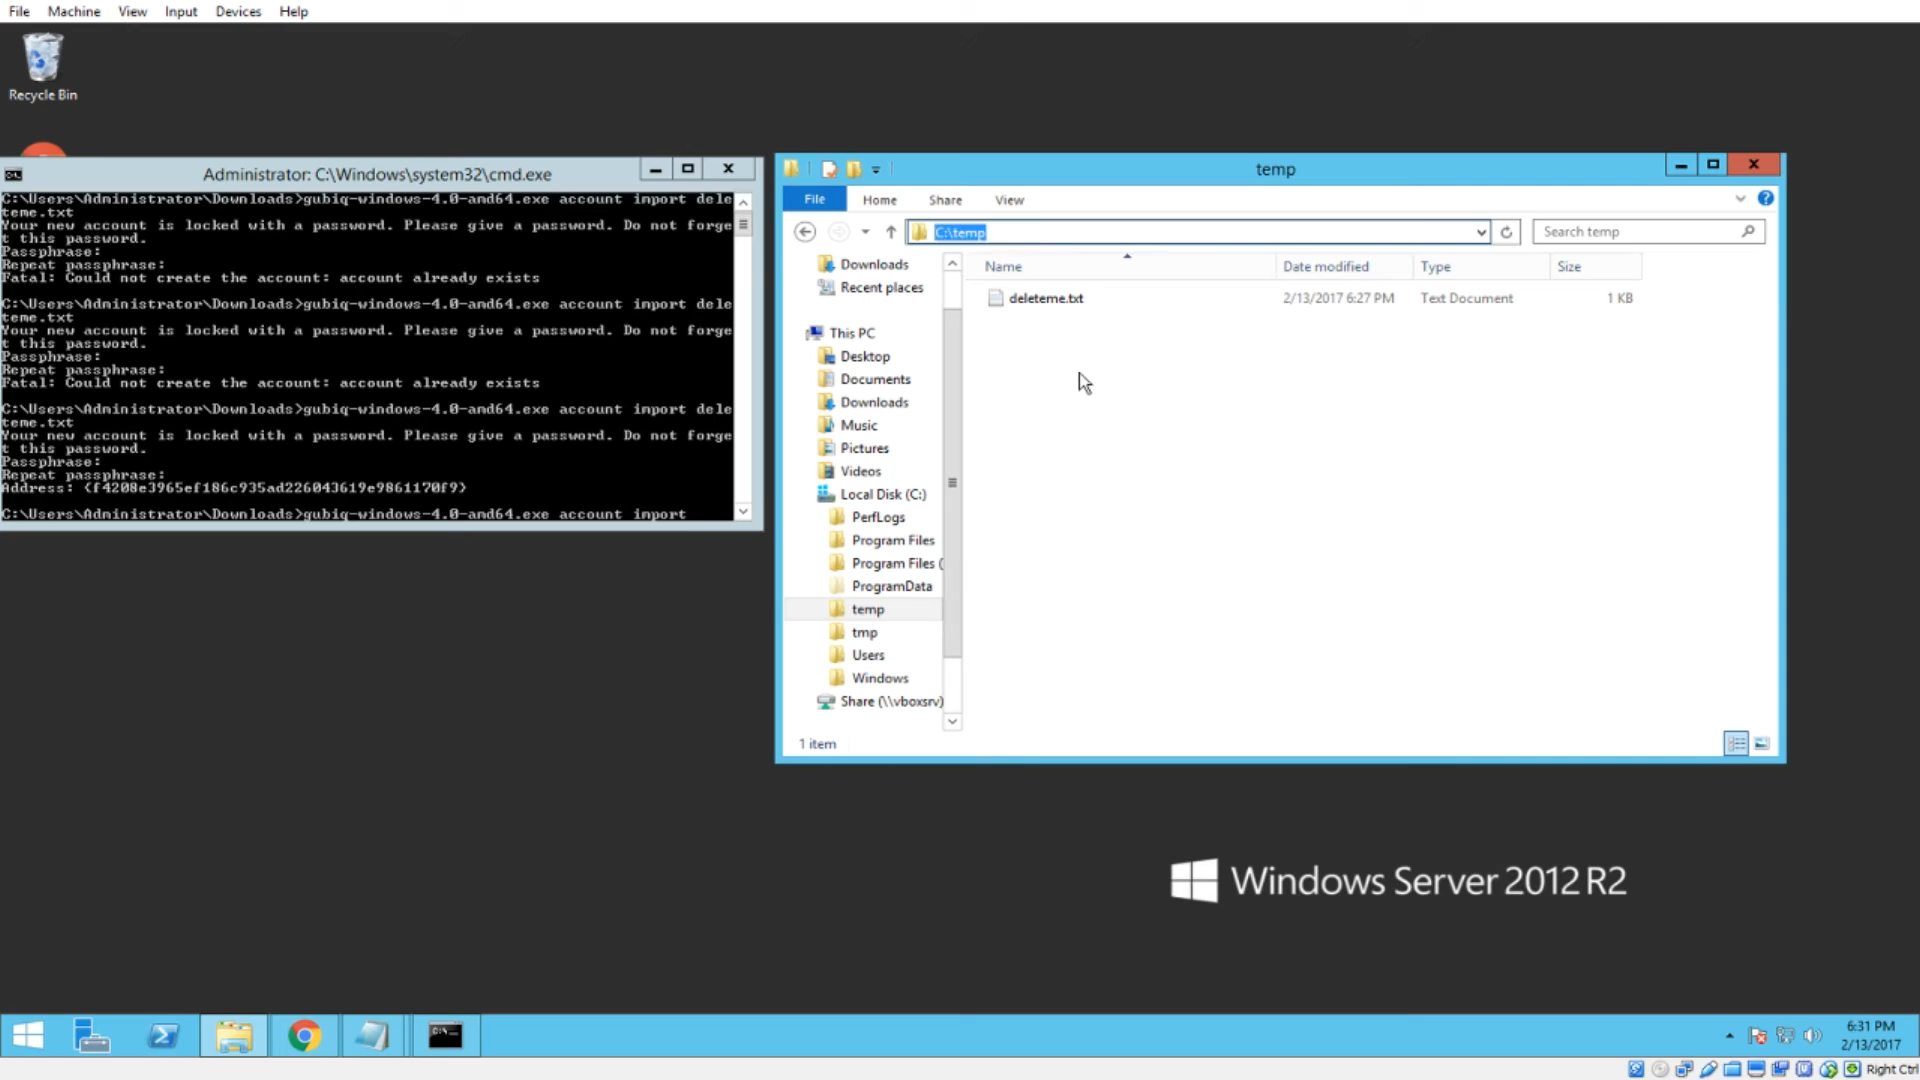 File Machine View Input Devices Help
Recycle Bin
Administrator: C:\Windows\system32\cmd.exe
C:\Users\Administrator\Downloads>gubiq-windows-4.0-amd64.exe account import dele
teme.txt
Your new account is locked with a password. Please give a password. Do not forge
t this password.
Passphrase:
Repeat passphrase:
Fatal: Could not create the account: account already exists
C:\Users\Administrator\Downloads>gubiq-windows-4.0-amd64.exe account import dele
teme.txt
Your new account is locked with a password. Please give a password. Do not forge
t this password.
Passphrase:
Repeat passphrase:
Fatal: Could not create the account: account already exists
C:\Users\Administrator\Downloads>gubiq-windows-4.0-amd64.exe account import dele
teme.txt
Your new account is locked with a password. Please give a password. Do not forge
t this password.
Passphrase:
Repeat passphrase:
Address: {f4208e3965ef186c935ad226043619e9861170f9}
C:\Users\Administrator\Downloads>gubiq-windows-4.0-amd64.exe account import
temp
File Home Share View
C:\temp
Search temp
Downloads
Recent places
This PC
Desktop
Documents
Downloads
Music
Pictures
Videos
Local Disk (C:)
PerfLogs
Program Files
Program Files (
ProgramData
temp
tmp
Users
Windows
Share (\\vboxsrv)
Name Date modified Type Size
deleteme.txt 2/13/2017 6:27 PM Text Document 1 KB
1 item
Windows Server 2012 R2
6:31 PM
2/13/2017
Right Ctrl